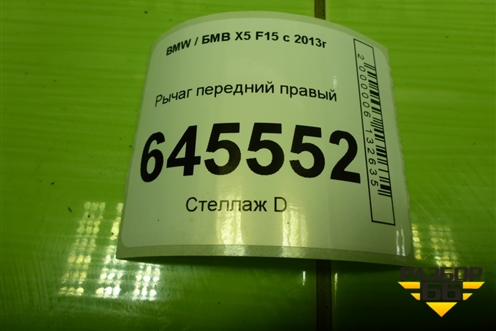 BMW / БМВ X5 F15 с 2013г
Рычаг передний правый
645552
Стеллаж D
2000006132635
РАЗБОР
66